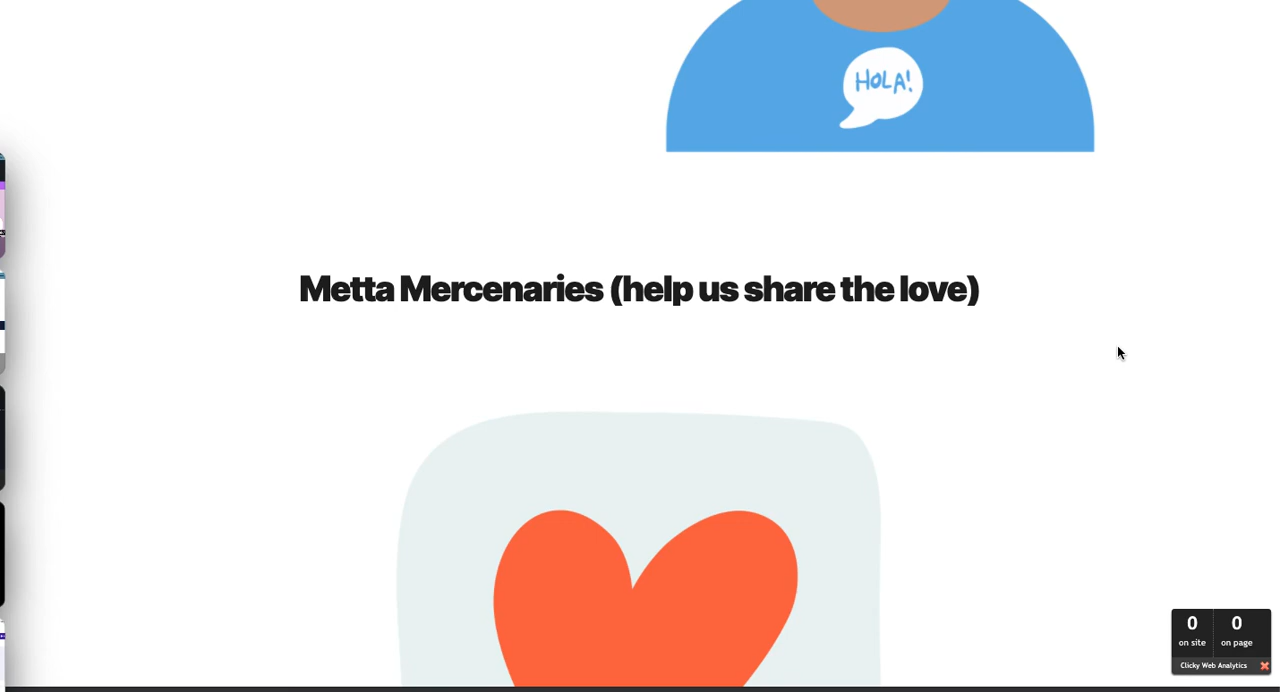 HOLA!
Metta Mercenaries (help us share the love)
0 0
on site on page
Clicky Web Analytics